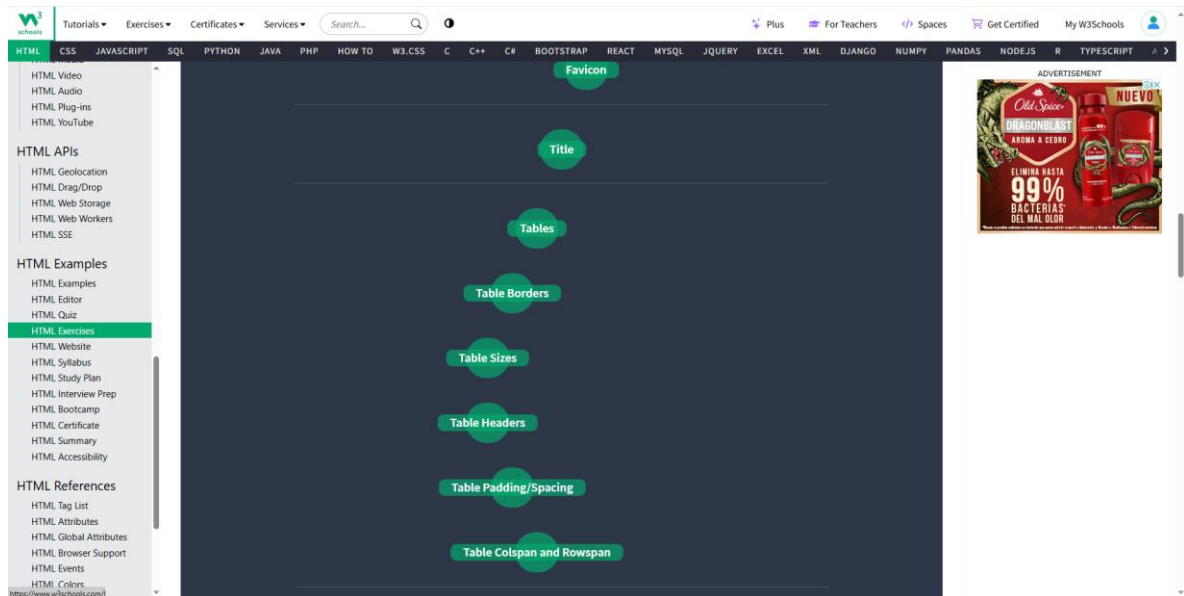 W3 schools Tutorials Exercises Certificates Services Search... Plus For Teachers Spaces Get Certified My W3Schools
HTML CSS JAVASCRIPT SQL PYTHON JAVA PHP HOW TO W3.CSS C C++ C# BOOTSTRAP REACT MYSQL JQUERY EXCEL XML DJANGO NUMPY PANDAS NODEJS R TYPESCRIPT
HTML Video
HTML Audio
HTML Plug-ins
HTML YouTube
HTML APIs
HTML Geolocation
HTML Drag/Drop
HTML Web Storage
HTML Web Workers
HTML SSE
HTML Examples
HTML Examples
HTML Editor
HTML Quiz
HTML Exercises
HTML Website
HTML Syllabus
HTML Study Plan
HTML Interview Prep
HTML Bootcamp
HTML Certificate
HTML Summary
HTML Accessibility
HTML References
HTML Tag List
HTML Attributes
HTML Global Attributes
HTML Browser Support
HTML Events
HTML Colors
https://www.w3schools.com/
Favicon
Title
Tables
Table Borders
Table Sizes
Table Headers
Table Padding/Spacing
Table Colspan and Rowspan
ADVERTISEMENT
Old Spice
NUEVO
DRAGONBLAST
AROMA A CEDRO
ELIMINA HASTA
99%
BACTERIAS
DEL MAL OLOR